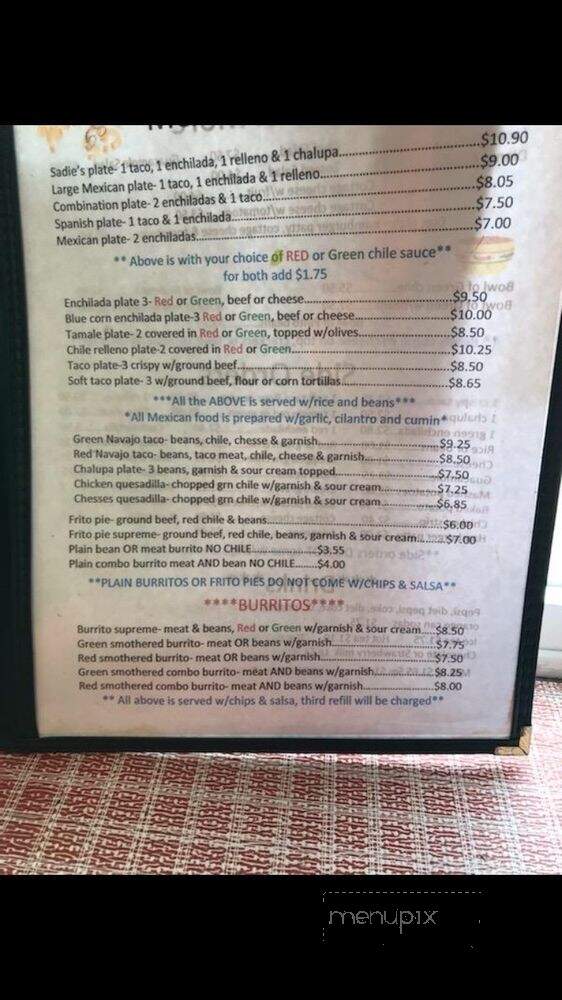 Sadie's plate- 1 taco, 1 enchilada, 1 relleno & 1 chalupa...$10.90
Large Mexican plate- 1 taco, 1 enchilada & 1 relleno...$9.00
Combination plate- 2 enchiladas & 1 taco...$8.05
Spanish plate- 1 taco & 1 enchilada...$7.50
Mexican plate- 2 enchiladas...$7.00
** Above is with your choice of RED or Green chile sauce**
for both add $1.75
Enchilada plate 3- Red or Green, beef or cheese...$9.50
Blue corn enchilada plate-3 Red or Green, beef or cheese...$10.00
Tamale plate- 2 covered in Red or Green, topped w/olives...$8.50
Chile relleno plate-2 covered in Red or Green...$10.25
Taco plate-3 crispy w/ground beef...$8.50
Soft taco plate- 3 w/ground beef, flour or corn tortillas...$8.65
***All the ABOVE is served w/rice and beans***
*All Mexican food is prepared w/garlic, cilantro and cumin*
Green Navajo taco- beans, chile, chesse & garnish...$9.25
Red Navajo taco- beans, taco meat, chile, cheese & garnish...$8.50
Chalupa plate- 3 beans, garnish & sour cream topped...$7.50
Chicken quesadilla- chopped grn chile w/garnish & sour cream...$7.25
Chesses quesadilla- chopped grn chile w/garnish & sour cream...$6.85
Frito pie- ground beef, red chile & beans...$6.00
Frito pie supreme- ground beef, red chile, beans, garnish & sour cream...$7.00
Plain bean OR meat burrito NO CHILE...$3.55
Plain combo burrito meat AND bean NO CHILE...$4.00
**PLAIN BURRITOS OR FRITO PIES DO NOT COME W/CHIPS & SALSA**
****BURRITOS****
Burrito supreme- meat & beans, Red or Green w/garnish & sour cream...$8.50
Green smothered burrito- meat OR beans w/garnish...$7.75
Red smothered burrito- meat OR beans w/garnish...$7.50
Green smothered combo burrito- meat AND beans w/garnish...$8.25
Red smothered combo burrito- meat AND beans w/garnish...$8.00
** All above is served w/chips & salsa, third refill will be charged**
menupix